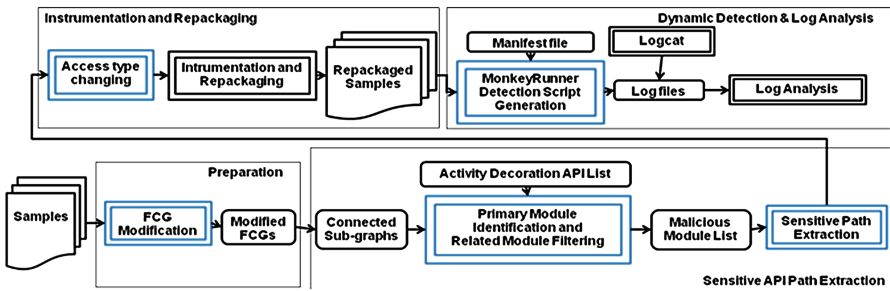 Instrumentation and Repackaging
Access type
changing
Intrumentation and
Repackaging
Repackaged
Samples
Dynamic Detection & Log Analysis
Manifest file
MonkeyRunner
Detection Script
Generation
Logcat
Log files
Log Analysis
Preparation
Samples
FCG
Modification
Modified
FCGs
Connected
Sub-graphs
Activity Decoration API List
Primary Module
Identification and
Related Module Filtering
Malicious
Module List
Sensitive Path
Extraction
Sensitive API Path Extraction